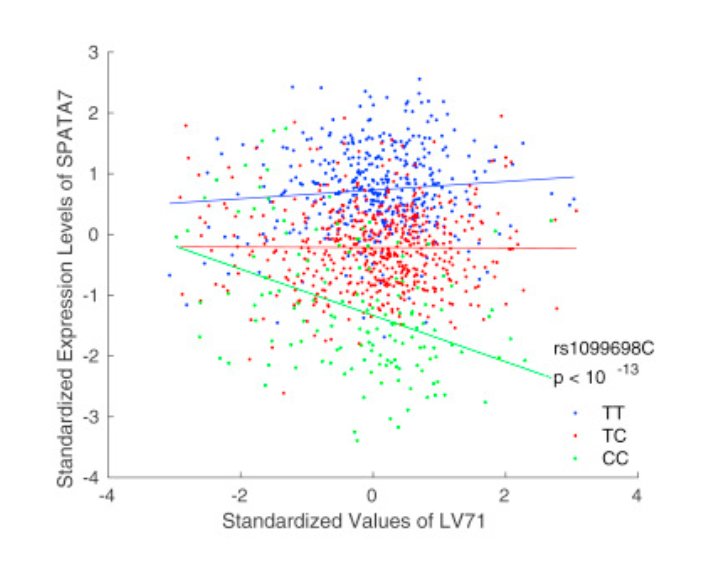 3
2
1
0
-1
-2
-3
-4
Standardized Expression Levels of SPATA7
-4
-2
0
2
4
Standardized Values of LV71
rs1099698C
p < 10 -13
TT
TC
CC